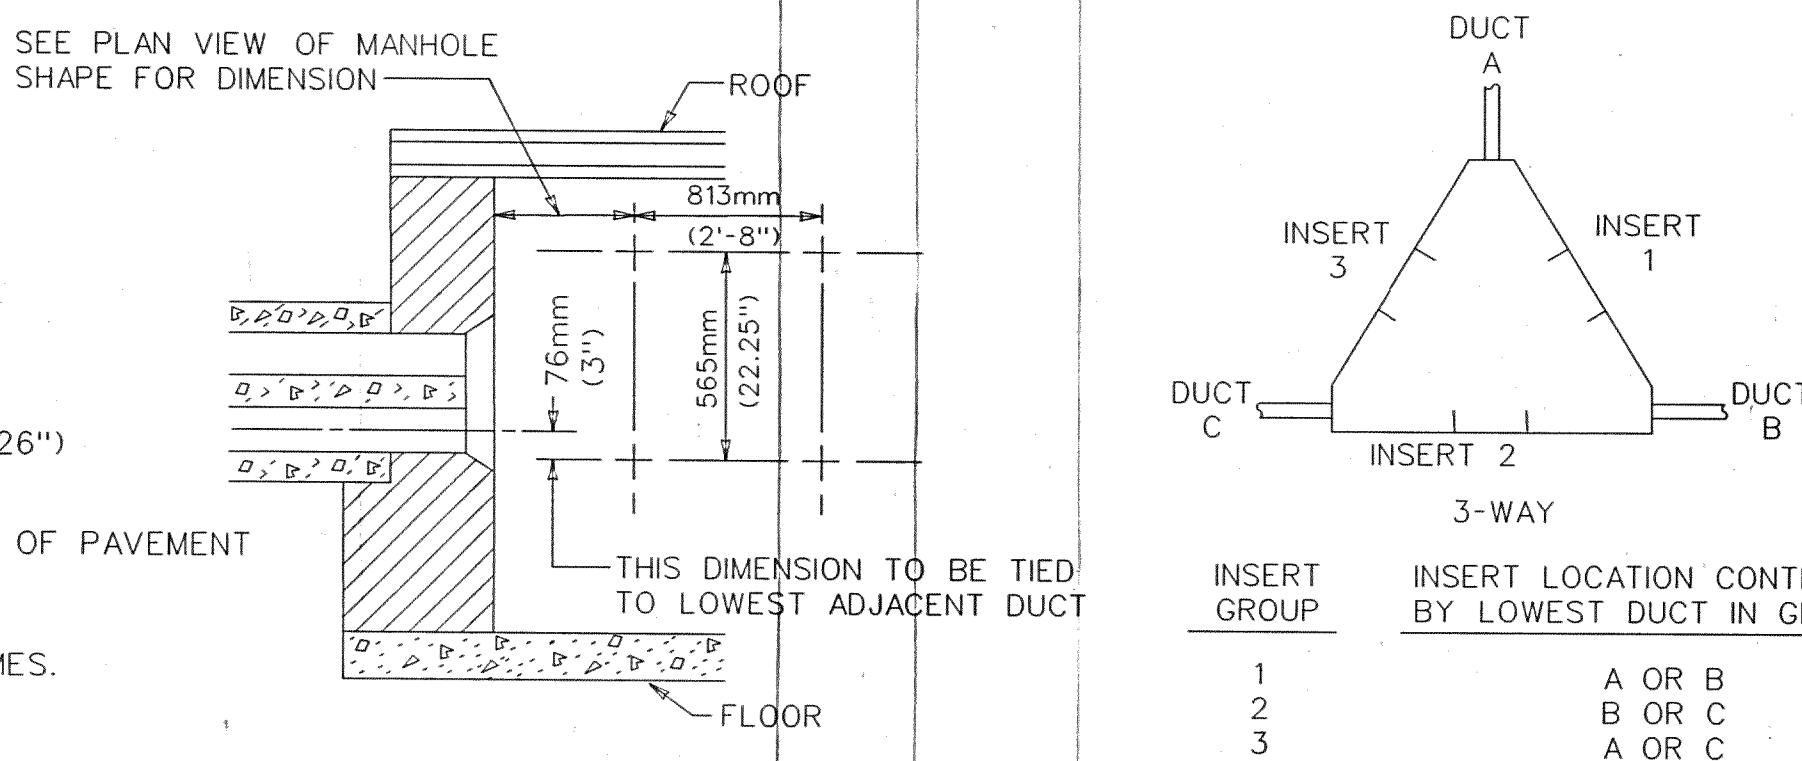 SEE PLAN VIEW OF MANHOLE
SHAPE FOR DIMENSION
ROOF
813mm
(2'-8")
76mm
(3")
565mm
(22.25")
26")
OF PAVEMENT
THIS DIMENSION TO BE TIED
TO LOWEST ADJACENT DUCT
MES.
FLOOR
DUCT
A
INSERT
3
INSERT
1
DUCT
C
DUCT
B
INSERT 2
3-WAY
INSERT
GROUP
INSERT LOCATION CONT
BY LOWEST DUCT IN G
1
A OR B
2
B OR C
3
A OR C